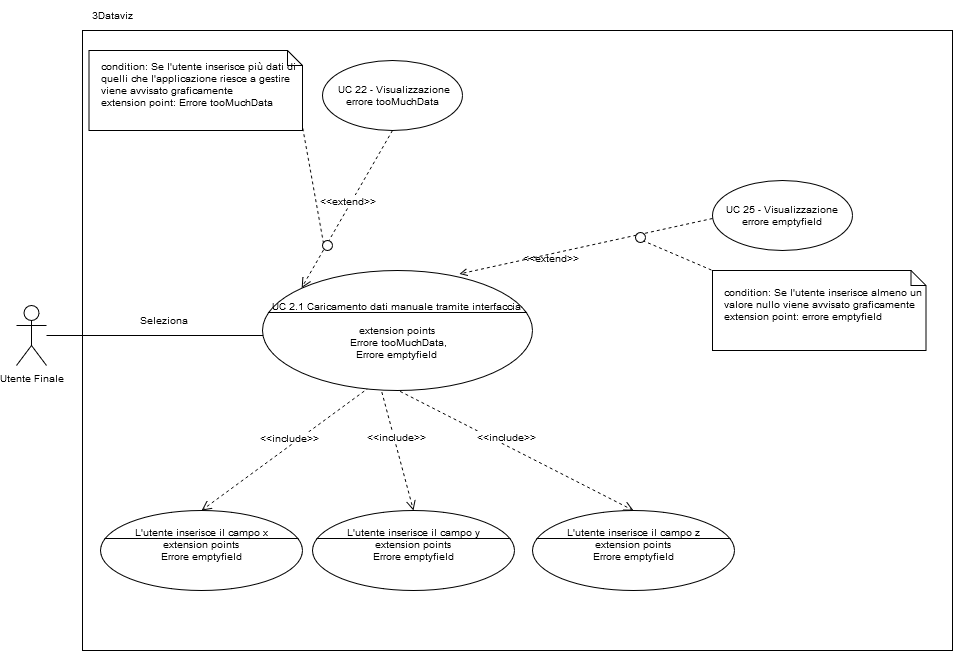 3Dataviz
condition: Se l'utente inserisce più dati di
quelli che l'applicazione riesce a gestire
viene avvisato graficamente
extension point: Errore tooMuchData
UC 22 - Visualizzazione
errore tooMuchData
<<extend>>
UC 25 - Visualizzazione
errore emptyfield
<<extend>>
condition: Se l'utente inserisce almeno un
valore nullo viene avvisato graficamente
extension point: errore emptyfield
UC 2.1 Caricamento dati manuale tramite interfaccia
extension points
Errore tooMuchData,
Errore emptyfield
Seleziona
Utente Finale
<<include>>
<<include>>
<<include>>
L'utente inserisce il campo x
extension points
Errore emptyfield
L'utente inserisce il campo y
extension points
Errore emptyfield
L'utente inserisce il campo z
extension points
Errore emptyfield